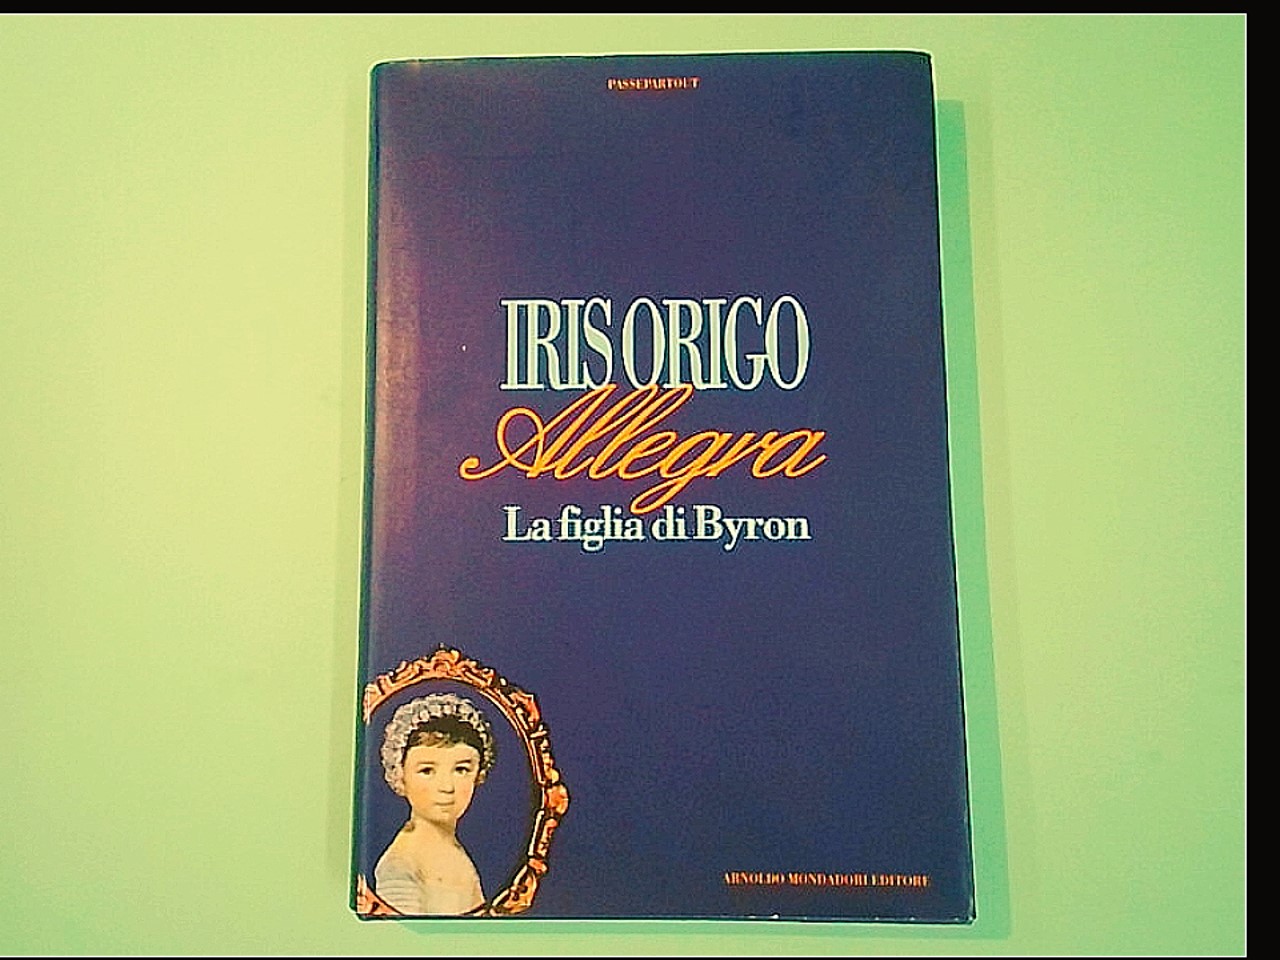 PASSEPARTOUT
IRIS ORIGO
Allegra
La figlia di Byron
ARNOLDO MONDADORI EDITORE